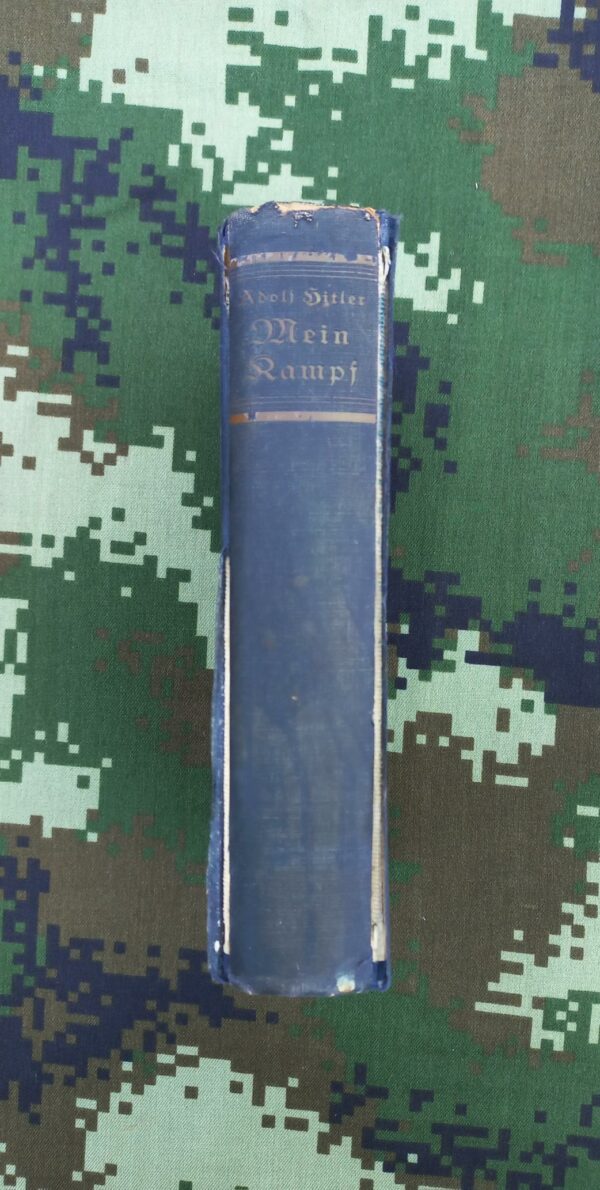 Adolf Hitler
Mein
Kampf